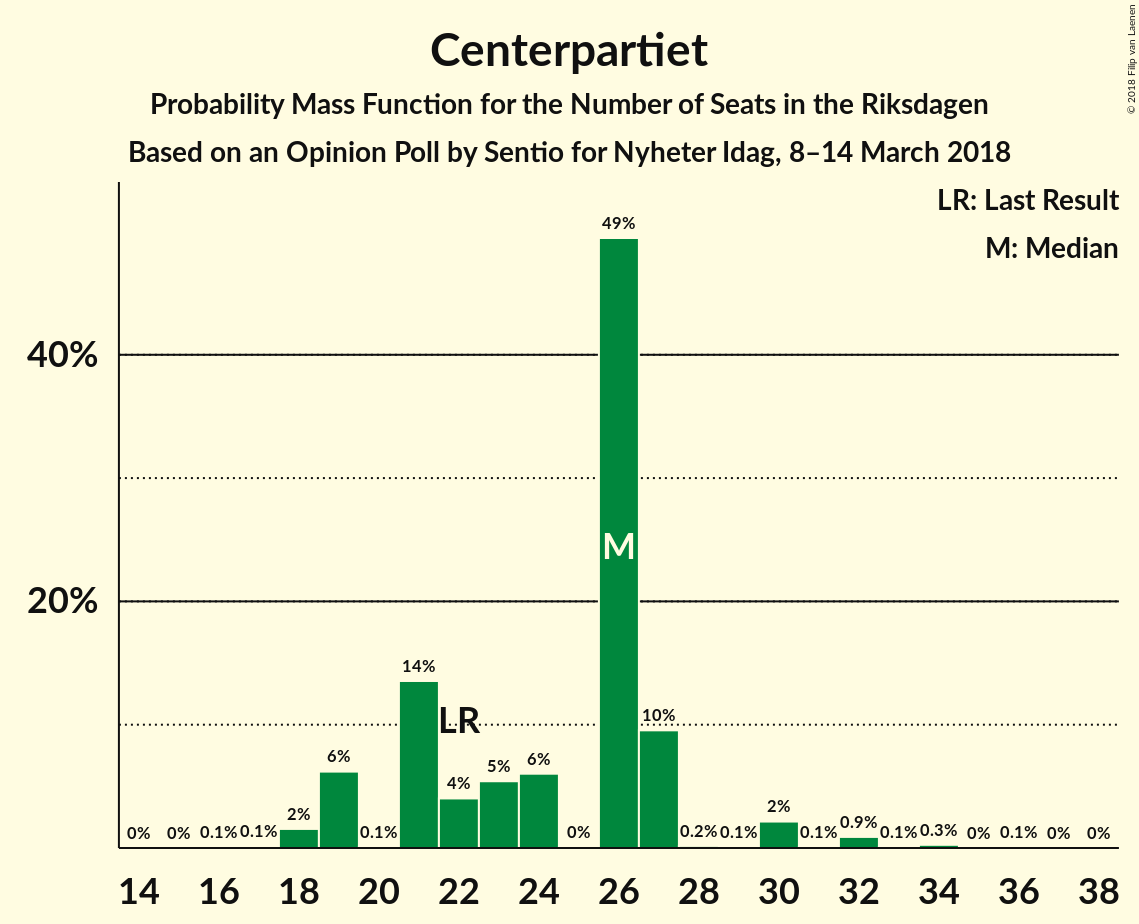 Centerpartiet
Probability Mass Function for the Number of Seats in the Riksdagen
Based on an Opinion Poll by Sentio for Nyheter Idag, 8–14 March 2018
© 2018 Filip van Laenen
LR: Last Result
M: Median
49%
40%
M
20%
14%
LR
10%
6%
4%
5%
6%
2%
0% 0% 0.1% 0.1% 2% 0.1% 0% 0.2% 0.1% 0.1% 0.9% 0.1% 0.3% 0% 0.1% 0% 0%
14 16 18 20 22 24 26 28 30 32 34 36 38